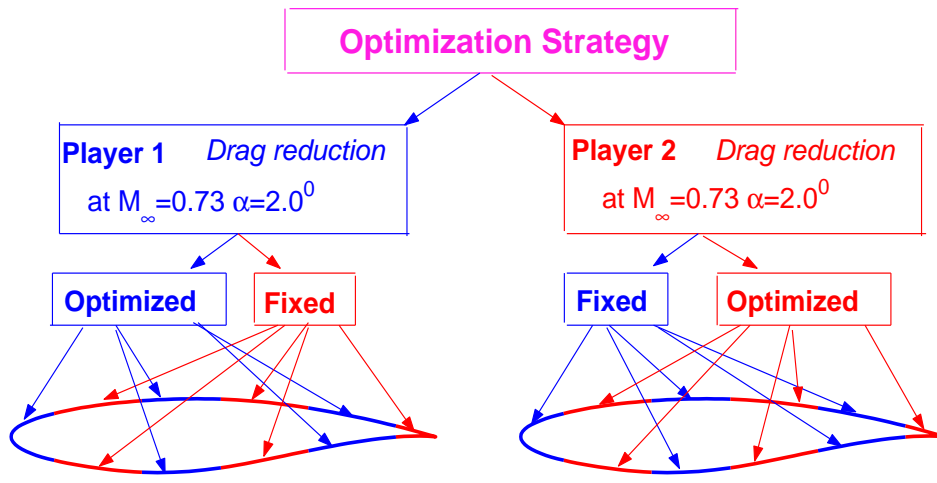 Optimization Strategy
Player 1 Drag reduction
at M∞=0.73 α=2.0⁰
Player 2 Drag reduction
at M∞=0.73 α=2.0⁰
Optimized
Fixed
Fixed
Optimized